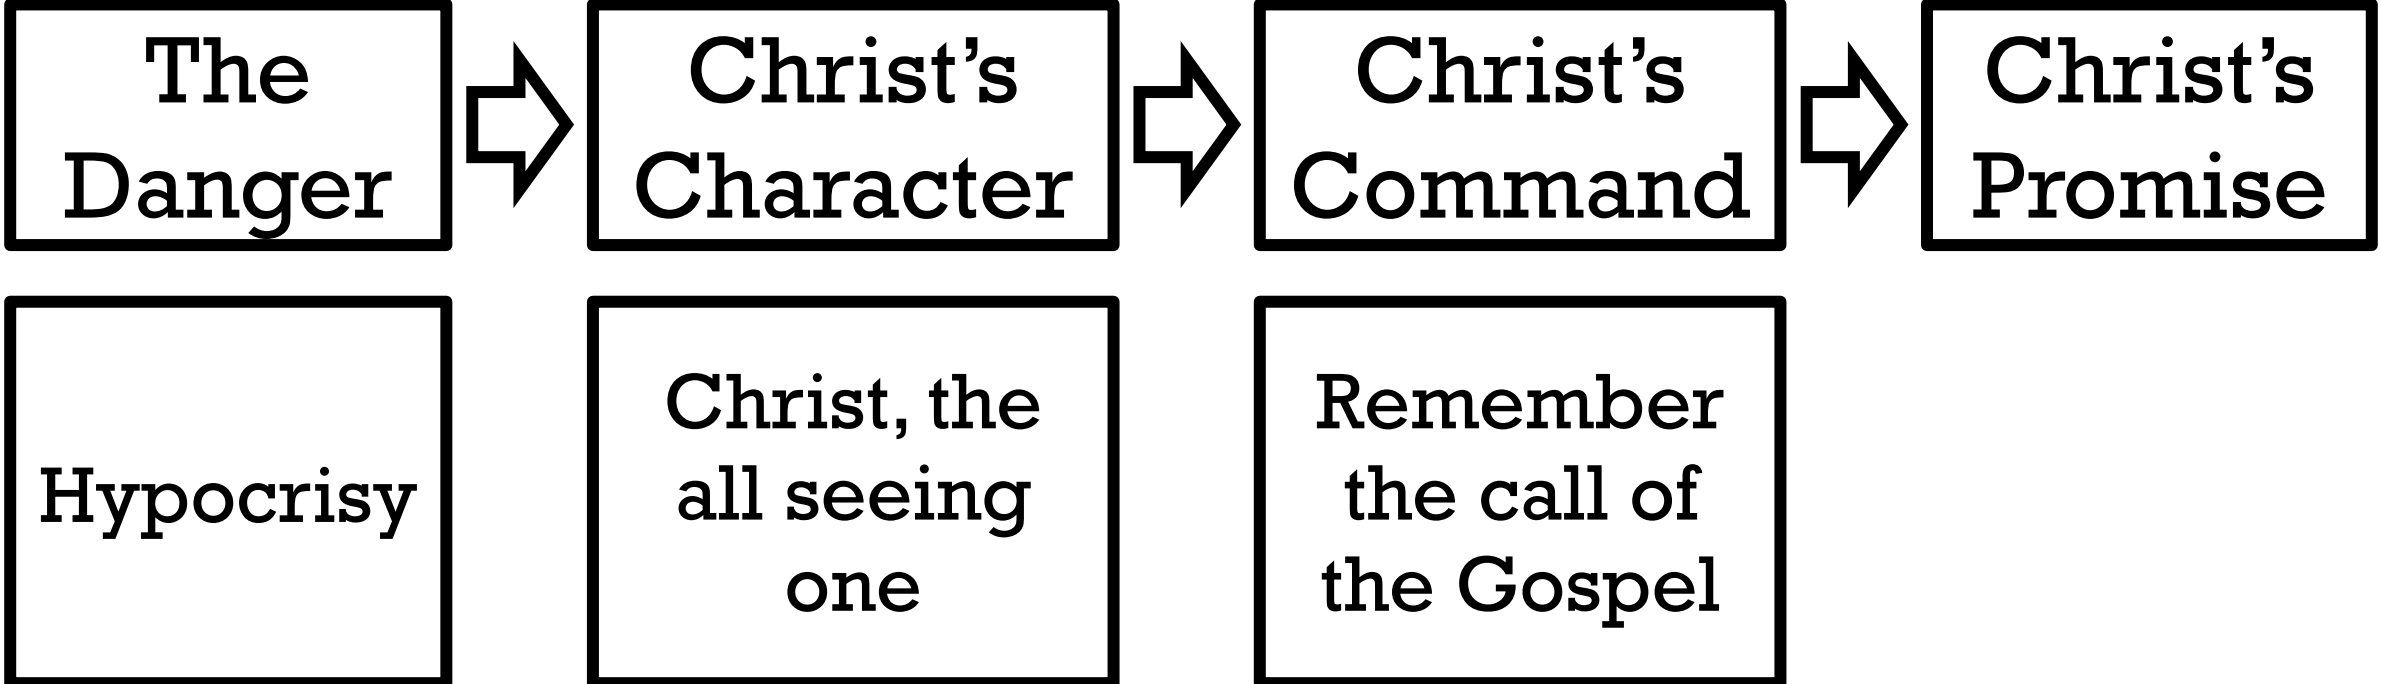 The
Danger
Christ’s
Character
Christ’s
Command
Christ’s
Promise
Hypocrisy
Christ, the
all seeing
one
Remember
the call of
the Gospel